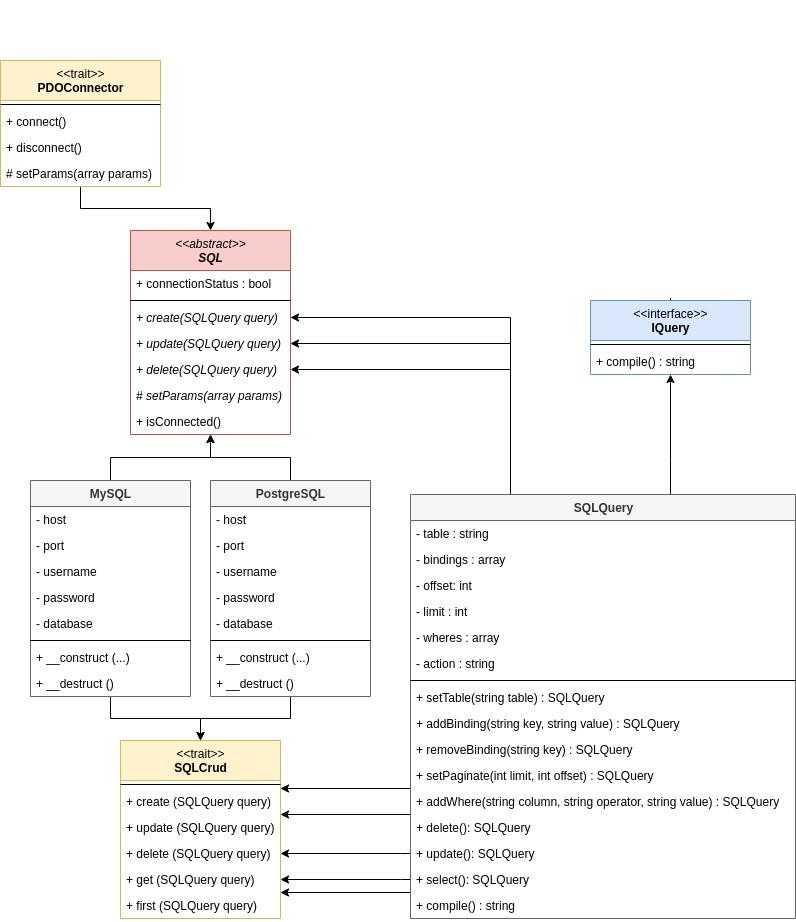 <<trait>>
PDOConnector
+ connect()
+ disconnect()
# setParams(array params)
<<abstract>>
SQL
+ connectionStatus : bool
+ create(SQLQuery query)
+ update(SQLQuery query)
+ delete(SQLQuery query)
# setParams(array params)
+ isConnected()
<<interface>>
IQuery
+ compile() : string
MySQL
- host
- port
- username
- password
- database
+ __construct (...)
+ __destruct ()
PostgreSQL
- host
- port
- username
- password
- database
+ __construct (...)
+ __destruct ()
SQLQuery
- table : string
- bindings : array
- offset: int
- limit : int
- wheres : array
- action : string
+ setTable(string table) : SQLQuery
+ addBinding(string key, string value) : SQLQuery
+ removeBinding(string key) : SQLQuery
+ setPaginate(int limit, int offset) : SQLQuery
+ addWhere(string column, string operator, string value) : SQLQuery
+ delete(): SQLQuery
+ update(): SQLQuery
+ select(): SQLQuery
+ compile() : string
<<trait>>
SQLCrud
+ create (SQLQuery query)
+ update (SQLQuery query)
+ delete (SQLQuery query)
+ get (SQLQuery query)
+ first (SQLQuery query)